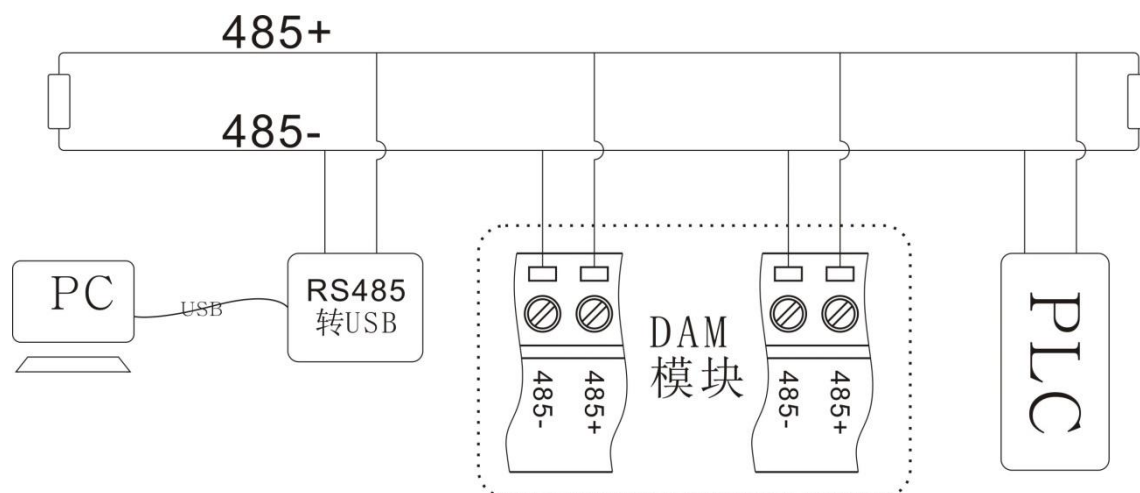 485+
485-
PC
USB
RS485
转USB
485-
485+
DAM
模块
485-
485+
PLC